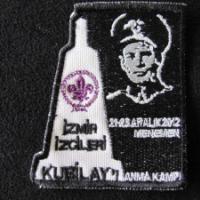 21-23 ARALIK 2012
MENEMEN
İZMİR
İZCİLERİ
KUBİLAY'I ANMA KAMPI